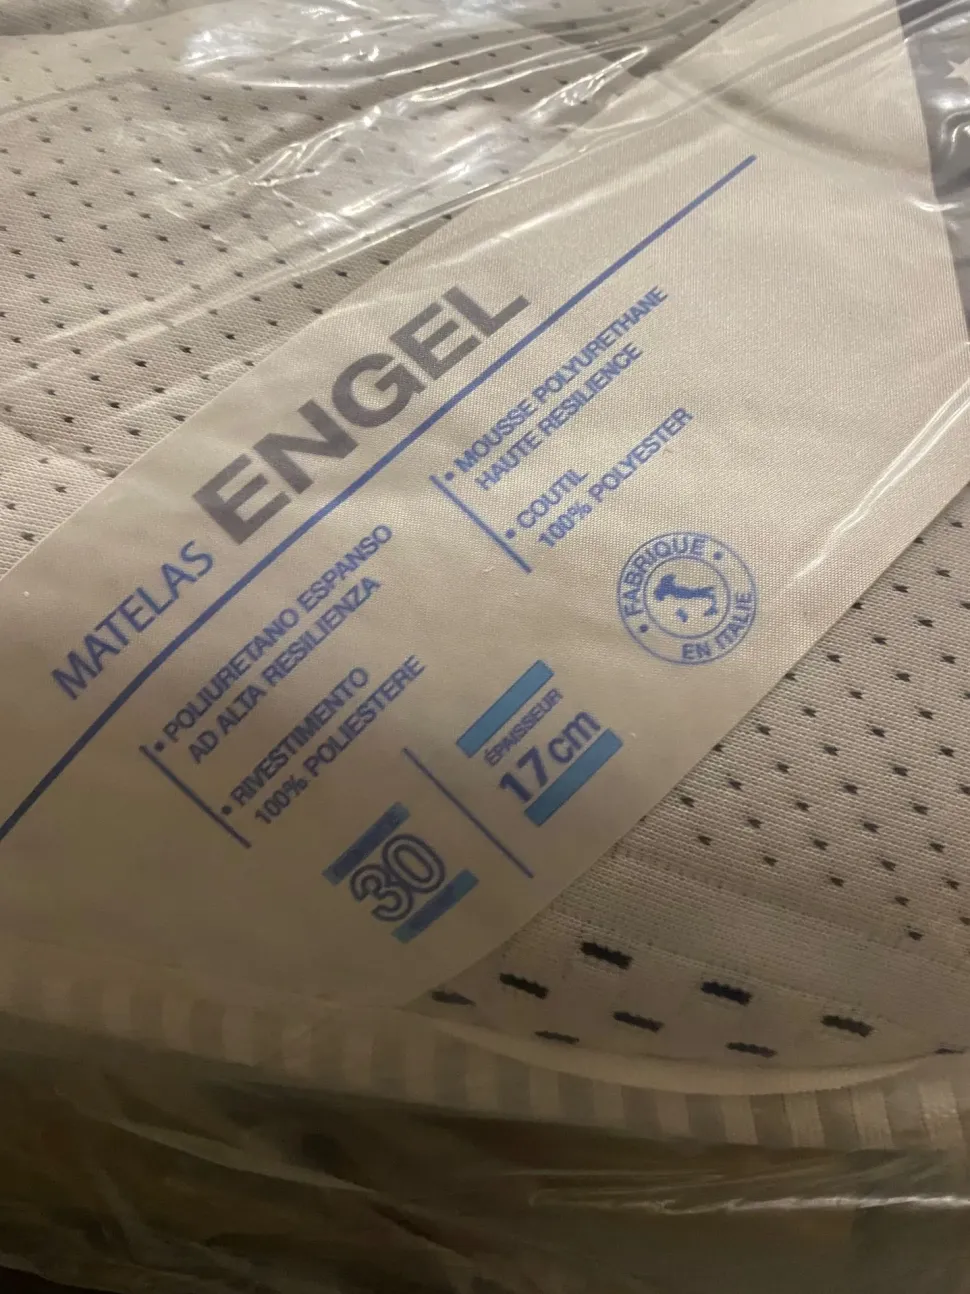 MATELAS ENGEL
• POLIURETANO ESPANSO
AD ALTA RESILIENZA
• RIVESTIIMENTO
100% POLIESTERE
• MOUSSE POLYURETHANE
HAUTE RESILIENCE
• COUTIL
100% POLYESTER
30
ÉPAISSEUR
17cm
• FABRIQUE •
EN ITALIE